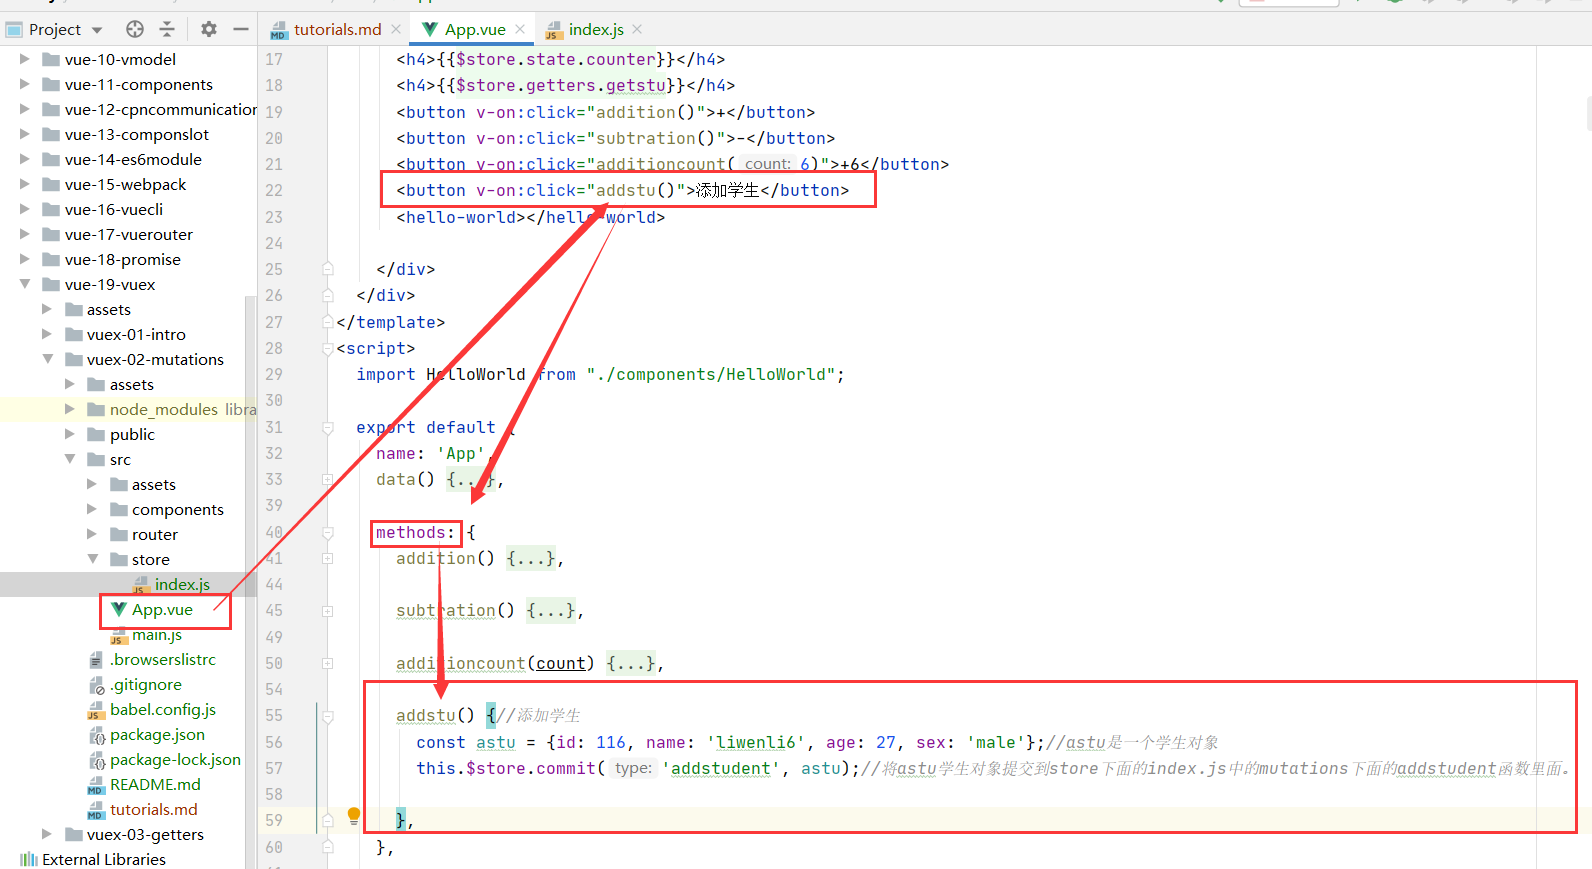 Project
tutorials.md
App.vue
index.js
vue-10-vmodel
vue-11-components
vue-12-cpncommunication
vue-13-componslot
vue-14-es6module
vue-15-webpack
vue-16-vuecli
vue-17-vuerouter
vue-18-promise
vue-19-vuex
assets
vuex-01-intro
vuex-02-mutations
assets
node_modules libra
public
src
assets
components
router
store
index.js
App.vue
main.js
.browserslistrc
.gitignore
babel.config.js
package.json
package-lock.json
README.md
tutorials.md
vuex-03-getters
External Libraries
17 <h4>{{$store.state.counter}}</h4>
18 <h4>{{$store.getters.getstu}}</h4>
19 <button v-on:click="addition()">+</button>
20 <button v-on:click="subtration()">-</button>
21 <button v-on:click="additioncount( count: 6)">+6</button>
22 <button v-on:click="addstu()">添加学生</button>
23 <hello-world></hello-world>
24
25 </div>
26 </div>
27 </template>
28 <script>
29 import HelloWorld from "./components/HelloWorld";
30
31 export default {
32 name: 'App',
33 data() {...},
39
40 methods: {
41 addition() {...},
44
45 subtration() {...},
49
50 additioncount(count) {...},
54
55 addstu() {//添加学生
56 const astu = {id: 116, name: 'liwenli6', age: 27, sex: 'male'};//astu是一个学生对象
57 this.$store.commit( type: 'addstudent', astu);//将astu学生对象提交到store下面的index.js中的mutations下面的addstudent函数里面。
58
59 },
60 },